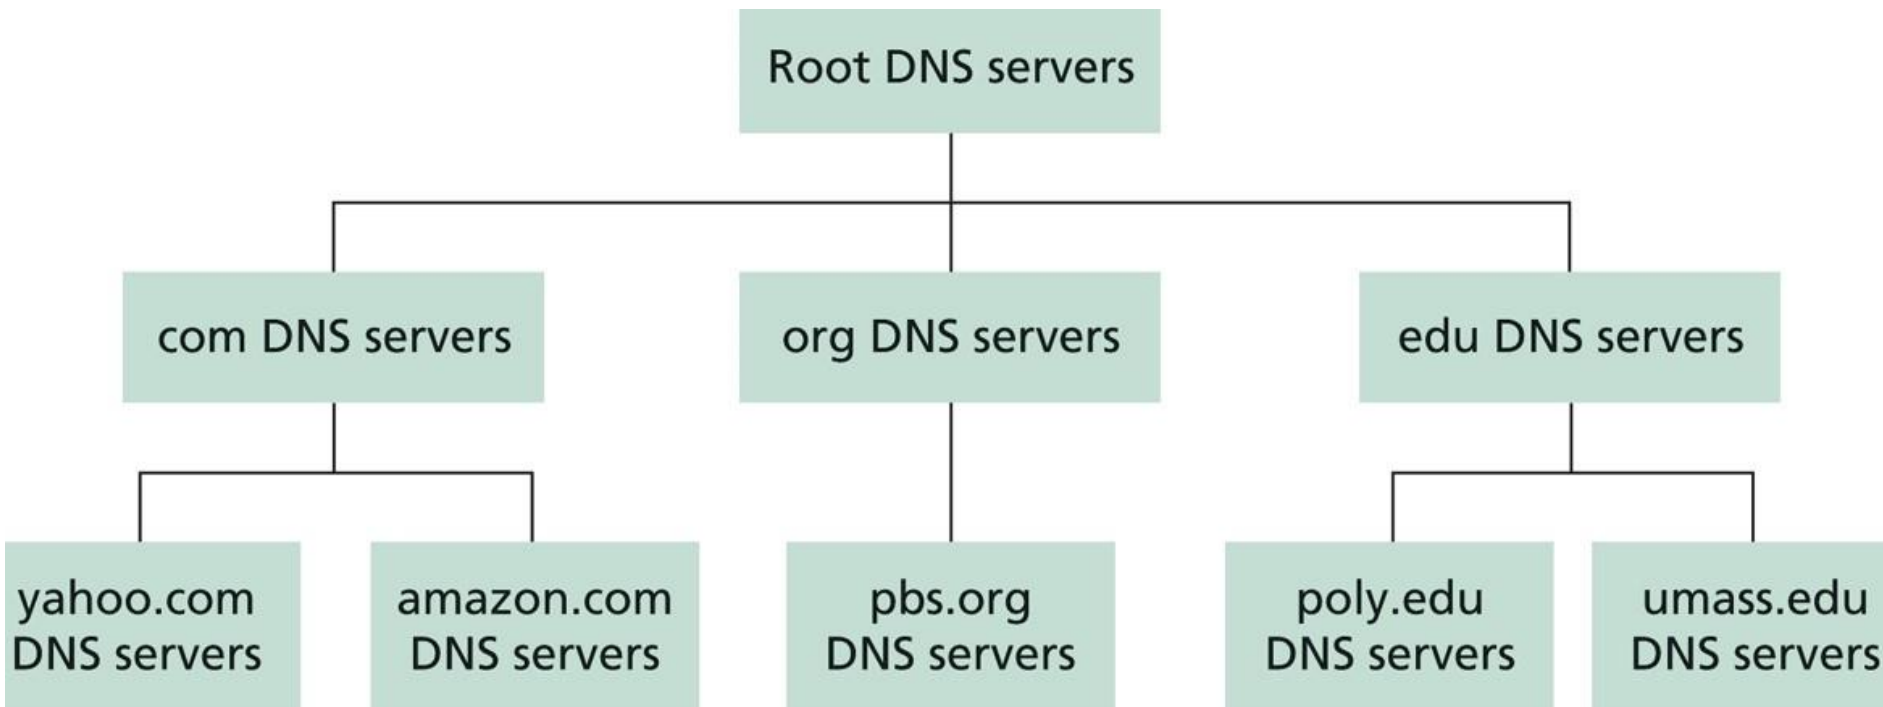 Root DNS servers
com DNS servers
org DNS servers
edu DNS servers
yahoo.com
DNS servers
amazon.com
DNS servers
pbs.org
DNS servers
poly.edu
DNS servers
umass.edu
DNS servers